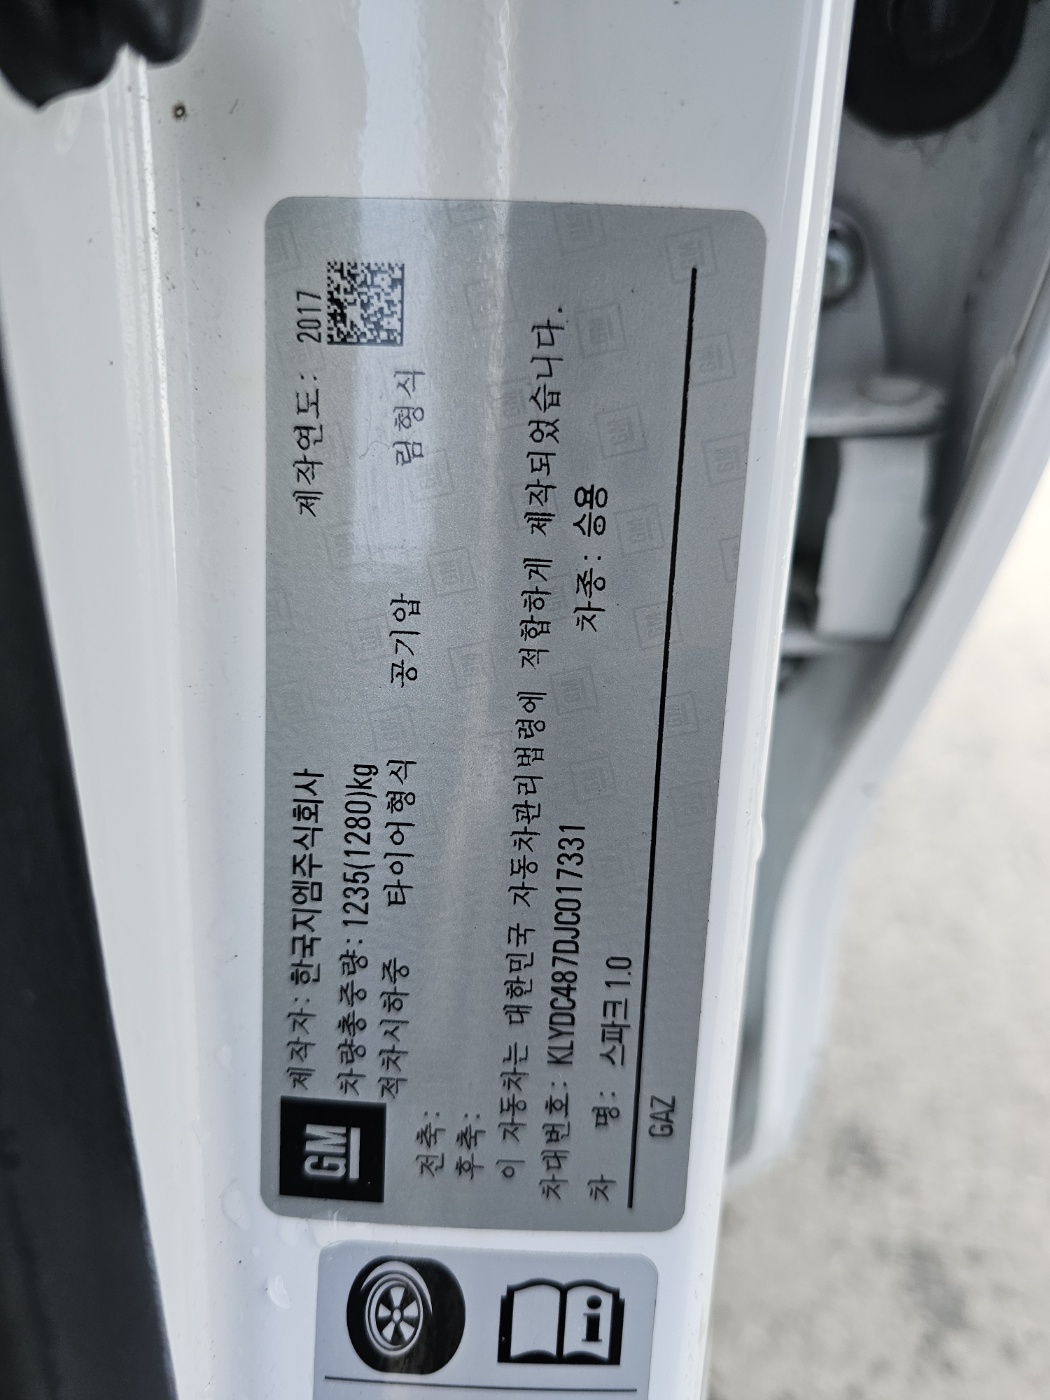 GM
제작자: 한국지엠주식회사 제작연도: 2017
차량총중량: 1235(1280)kg
적차시하중 타이어형식 공기압 림형식
전축:
후축:
이 자동차는 대한민국 자동차관리법령에 적합하게 제작되었습니다.
차대번호: KLYDC487DJC017331 차종: 승용
차 명: 스파크 1.0
GAZ
i